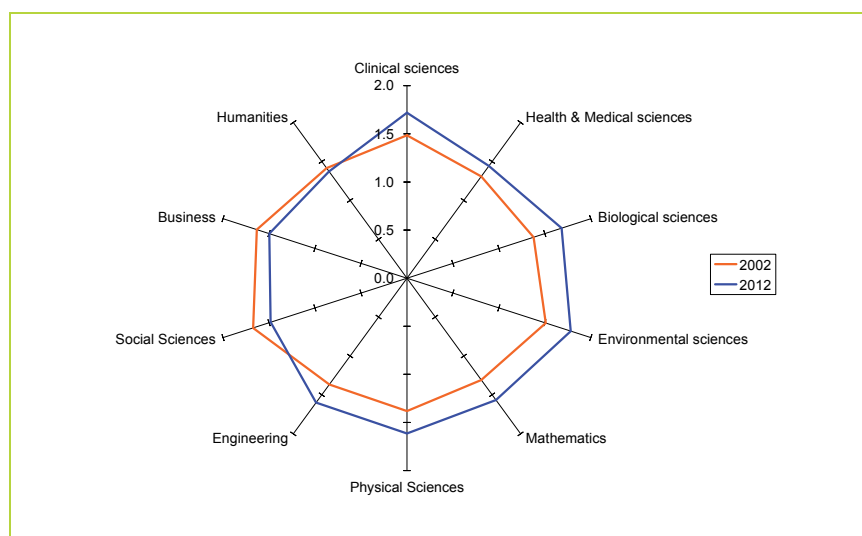 Clinical sciences
2.0
Humanities
Health & Medical sciences
1.5
1.0
Business
Biological sciences
0.5
2002
0.0
2012
Social Sciences
Environmental sciences
Engineering
Mathematics
Physical Sciences